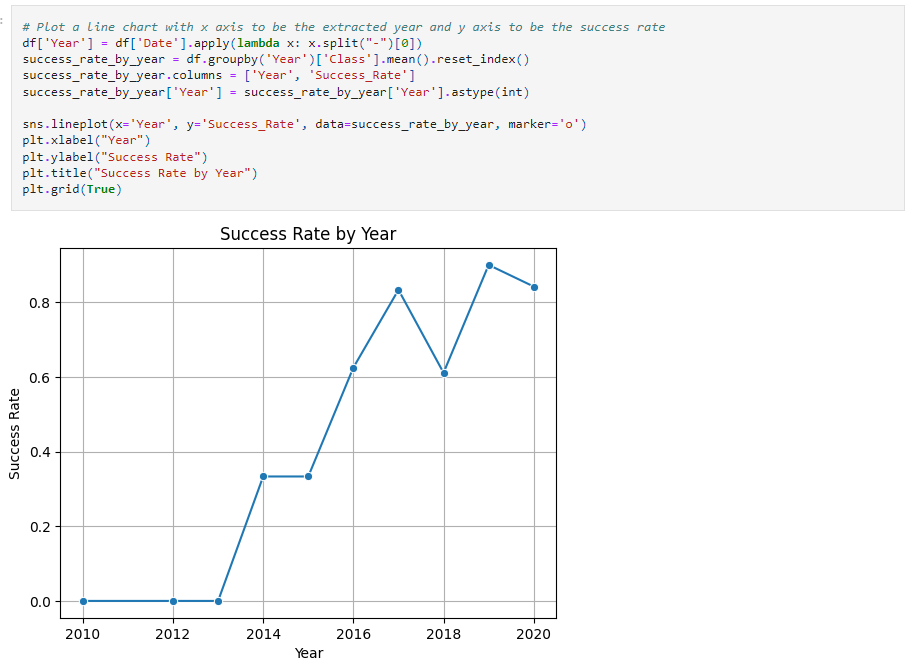 :
# Plot a line chart with x axis to be the extracted year and y axis to be the success rate
df['Year'] = df['Date'].apply(lambda x: x.split("-")[0])
success_rate_by_year = df.groupby('Year')['Class'].mean().reset_index()
success_rate_by_year.columns = ['Year', 'Success_Rate']
success_rate_by_year['Year'] = success_rate_by_year['Year'].astype(int)
sns.lineplot(x='Year', y='Success_Rate', data=success_rate_by_year, marker='o')
plt.xlabel("Year")
plt.ylabel("Success Rate")
plt.title("Success Rate by Year")
plt.grid(True)
Success Rate by Year
Success Rate
0.8
0.6
0.4
0.2
0.0
2010 2012 2014 2016 2018 2020
Year